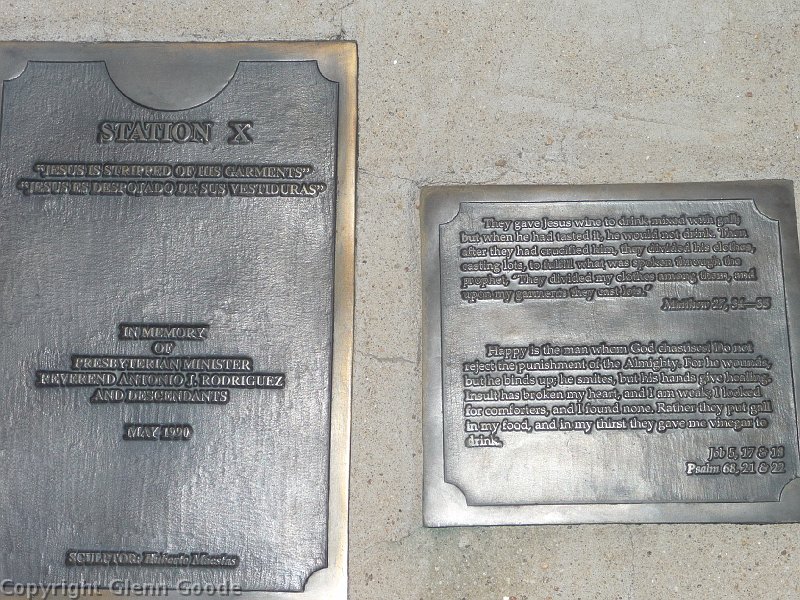 STATION X
"JESUS IS STRIPPED OF HIS GARMENTS"
"JESUS ES DESPOJADO DE SUS VESTIDURAS"
IN MEMORY
OF
PRESBYTERIAN MINISTER
REVEREND ANTONIO J. RODRIGUEZ
AND DESCENDANTS
MAY 1990
SCULPTOR: Huberto Maestas
They gave Jesus wine to drink mixed with gall;
but when he had tasted it, he would not drink. Then
after they had crucified him, they divided his clothes,
casting lots, to fulfill what was spoken through the
prophet, "They divided my clothes among them, and
upon my garments they cast lots."
Matthew 27, 34—35
Happy is the man whom God chastises! Do not
reject the punishment of the Almighty. For he wounds,
but he binds up; he smites, but his hands give healing.
Insult has broken my heart, and I am weak; I looked
for comforters, and I found none. Rather they put gall
in my food, and in my thirst they gave me vinegar to
drink.
Job 5, 17 & 18
Psalm 68, 21 & 22
Copyright Glenn Goode